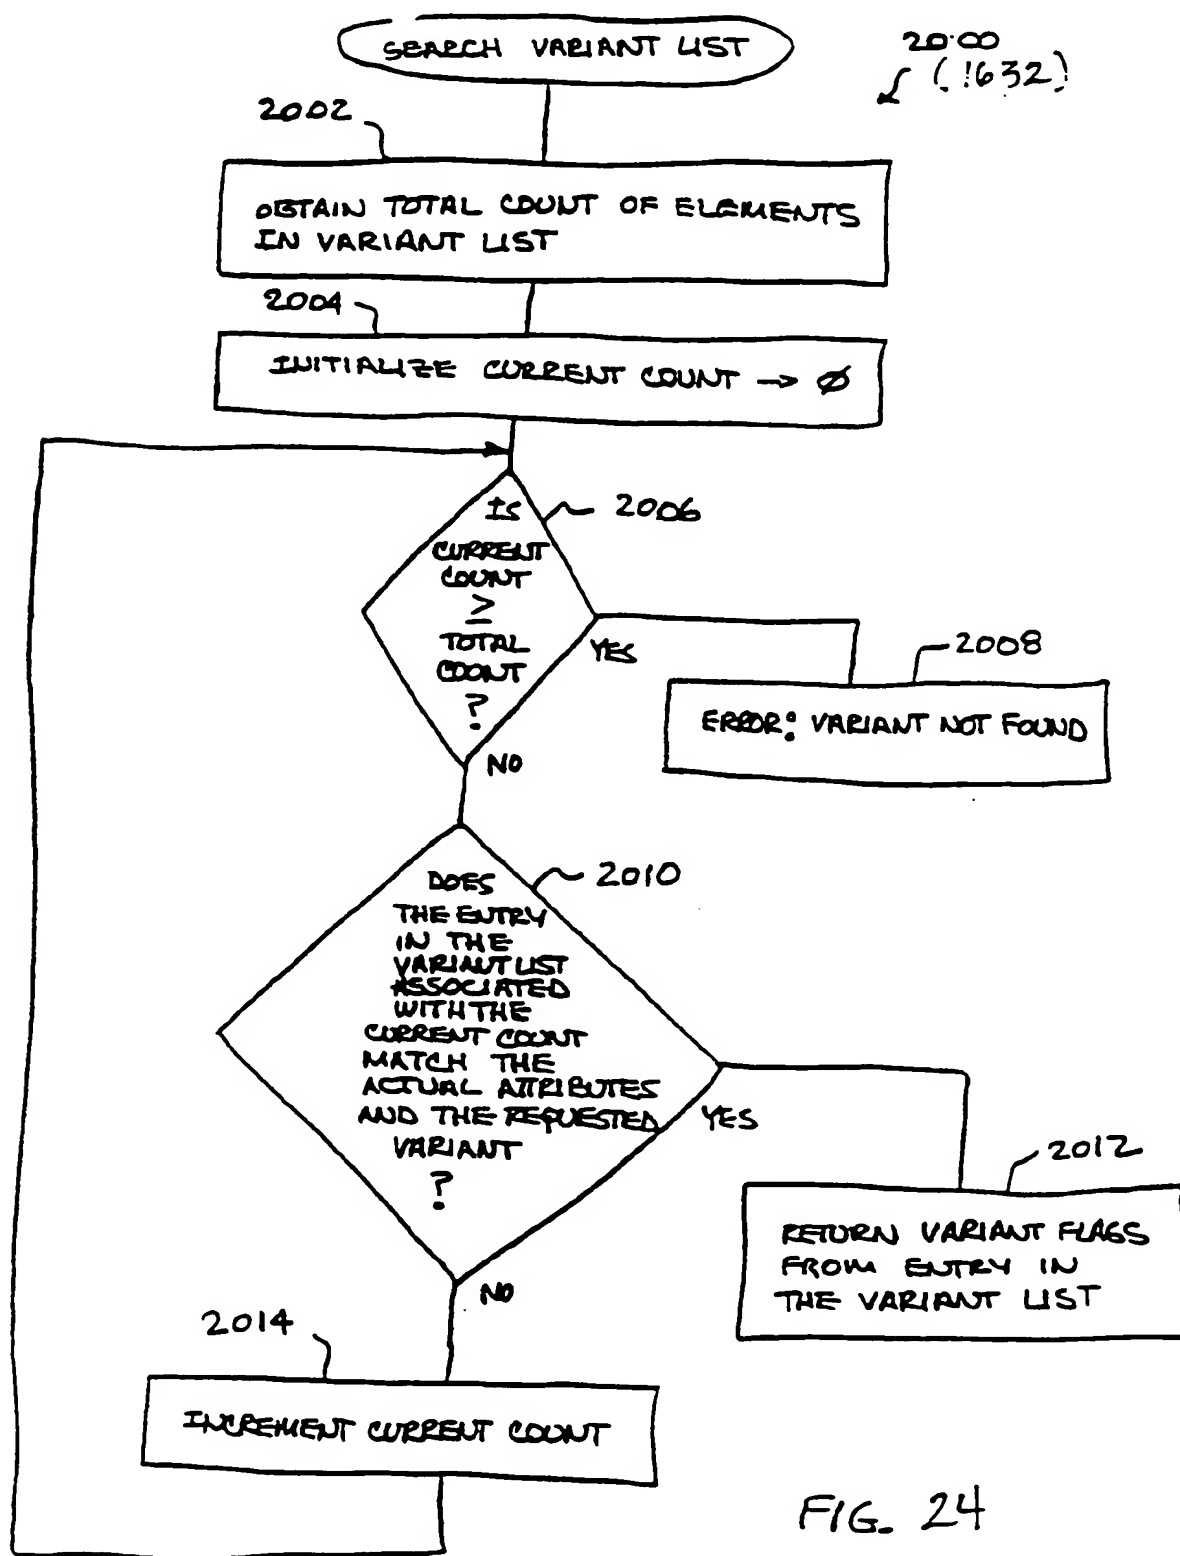 SEARCH VARIANT LIST
2000
(1632)
2002
OBTAIN TOTAL COUNT OF ELEMENTS
IN VARIANT LIST
2004
INITIALIZE CURRENT COUNT → Ø
IS
CURRENT
COUNT
≥
TOTAL
COUNT
?
2006
YES
NO
2008
ERROR: VARIANT NOT FOUND
2010
DOES
THE ENTRY
IN THE
VARIANT LIST
ASSOCIATED
WITH THE
CURRENT COUNT
MATCH THE
ACTUAL ATTRIBUTES
AND THE REQUESTED
VARIANT
?
YES
NO
2012
RETURN VARIANT FLAGS
FROM ENTRY IN
THE VARIANT LIST
2014
INCREMENT CURRENT COUNT
FIG. 24